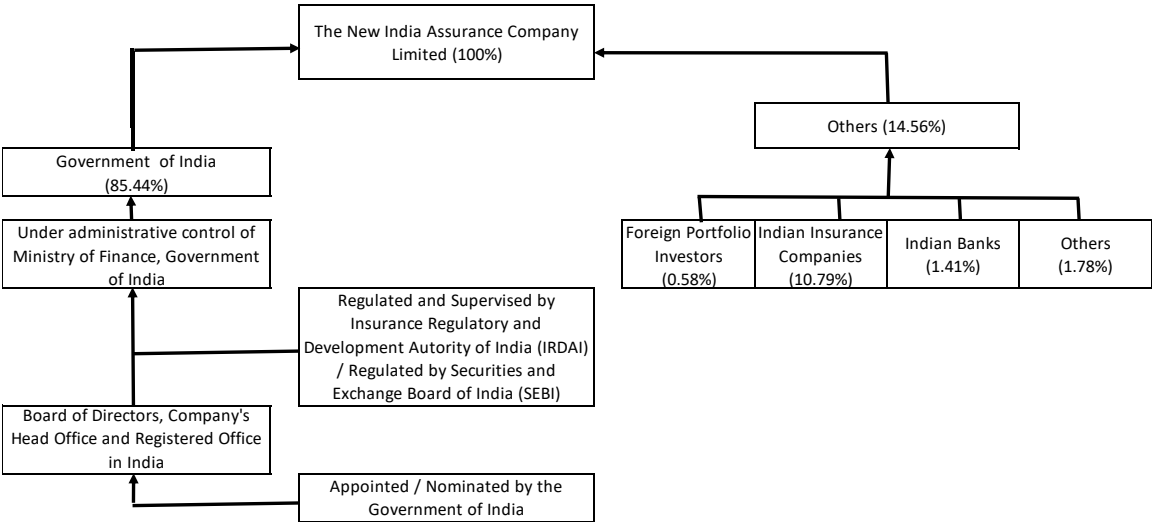 The New India Assurance Company
Limited (100%)
Others (14.56%)
Government of India
(85.44%)
Under administrative control of
Ministry of Finance, Government
of India
Foreign Portfolio
Investors
(0.58%)
Indian Insurance
Companies
(10.79%)
Indian Banks
(1.41%)
Others
(1.78%)
Regulated and Supervised by
Insurance Regulatory and
Development Autority of India (IRDAI)
/ Regulated by Securities and
Exchange Board of India (SEBI)
Board of Directors, Company's
Head Office and Registered Office
in India
Appointed / Nominated by the
Government of India